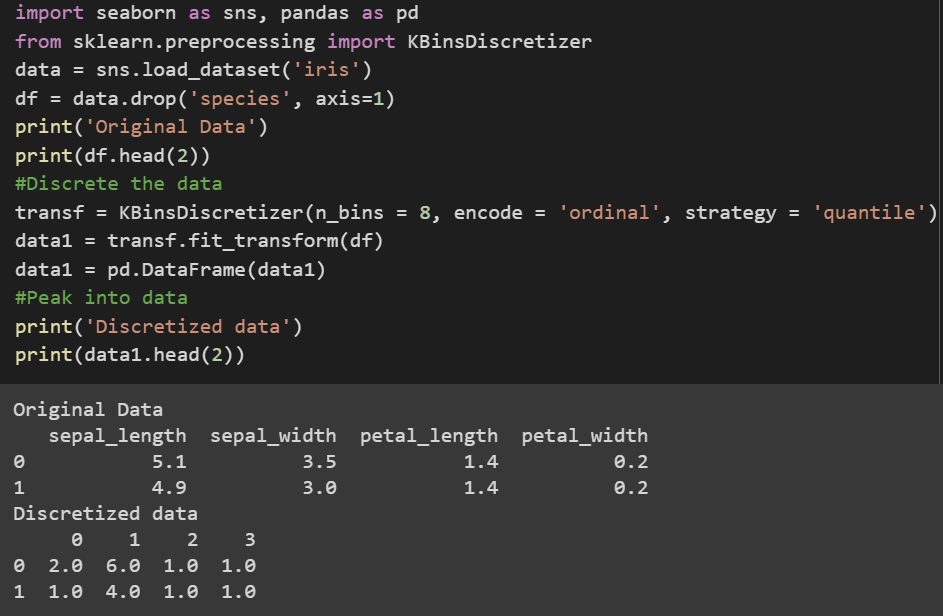 import seaborn as sns, pandas as pd
from sklearn.preprocessing import KBinsDiscretizer
data = sns.load_dataset('iris')
df = data.drop('species', axis=1)
print('Original Data')
print(df.head(2))
#Discrete the data
transf = KBinsDiscretizer(n_bins = 8, encode = 'ordinal', strategy = 'quantile')
data1 = transf.fit_transform(df)
data1 = pd.DataFrame(data1)
#Peak into data
print('Discretized data')
print(data1.head(2))
Original Data
   sepal_length  sepal_width  petal_length  petal_width
0           5.1          3.5           1.4          0.2
1           4.9          3.0           1.4          0.2
Discretized data
     0    1    2    3
0  2.0  6.0  1.0  1.0
1  1.0  4.0  1.0  1.0